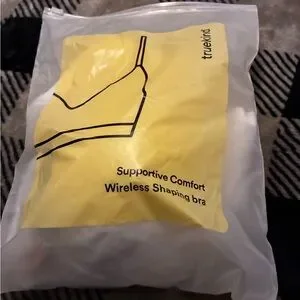 truekind
Supportive Comfort
Wireless Shaping bra